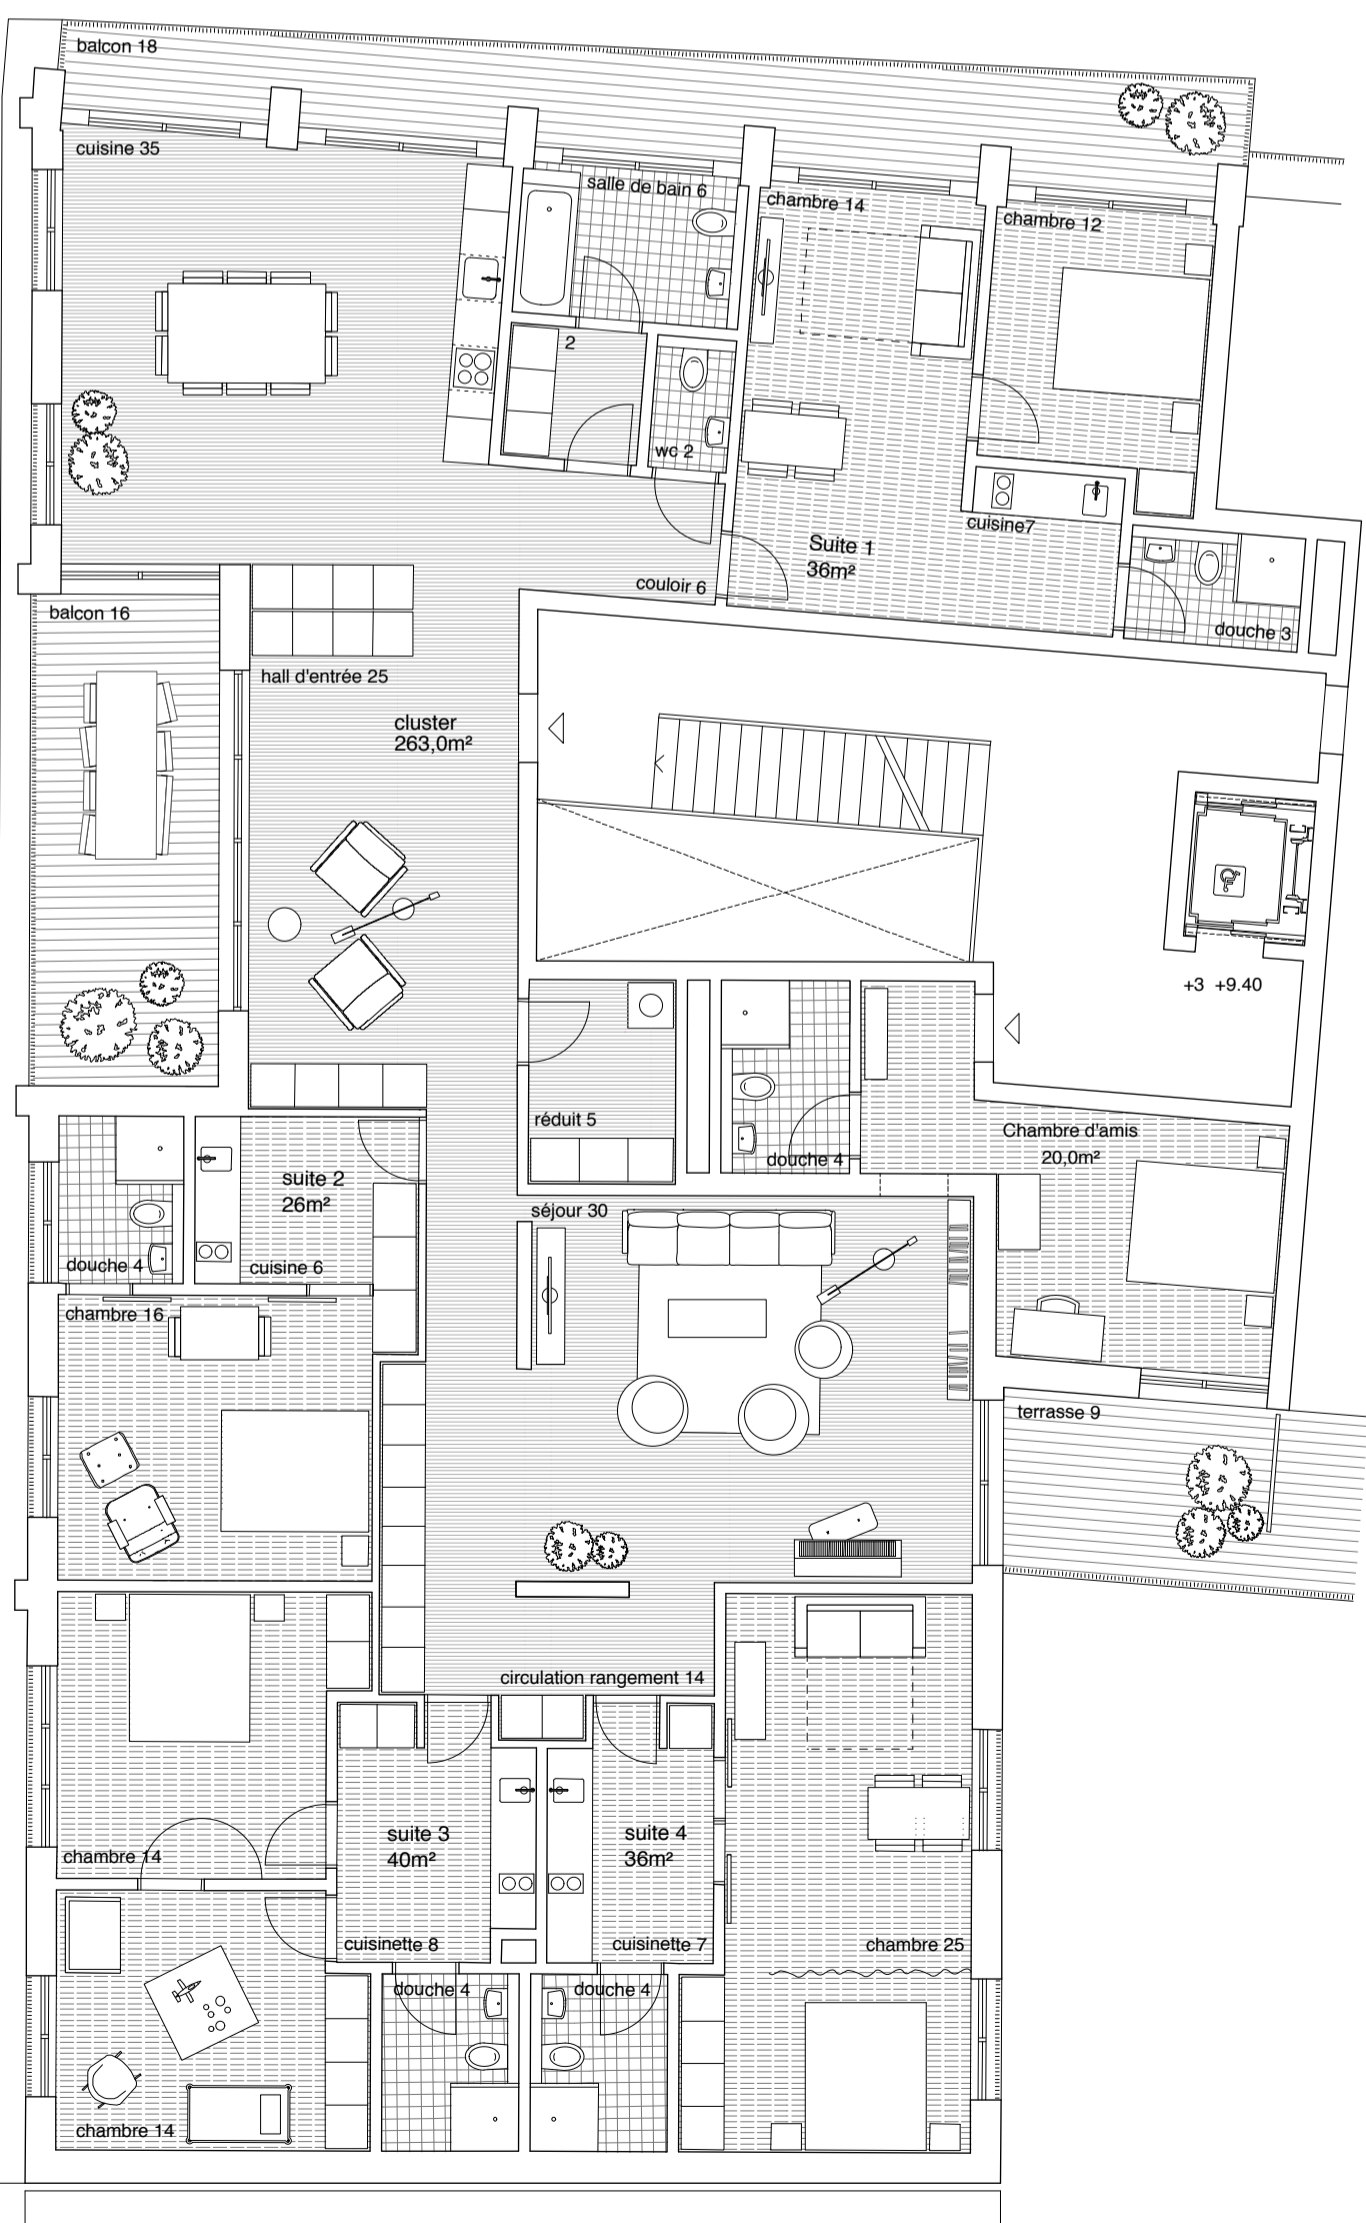 balcon 18
cuisine 35
salle de bain 6
chambre 14
chambre 12
2
wc 2
cuisine7
Suite 1
36m²
couloir 6
douche 3
balcon 16
hall d'entrée 25
cluster
263,0m²
+3 +9.40
réduit 5
douche 4
Chambre d'amis
20,0m²
suite 2
26m²
séjour 30
douche 4
cuisine 6
chambre 16
terrasse 9
circulation rangement 14
suite 3
40m²
suite 4
36m²
chambre 14
cuisinette 8
cuisinette 7
chambre 25
douche 4
douche 4
chambre 14